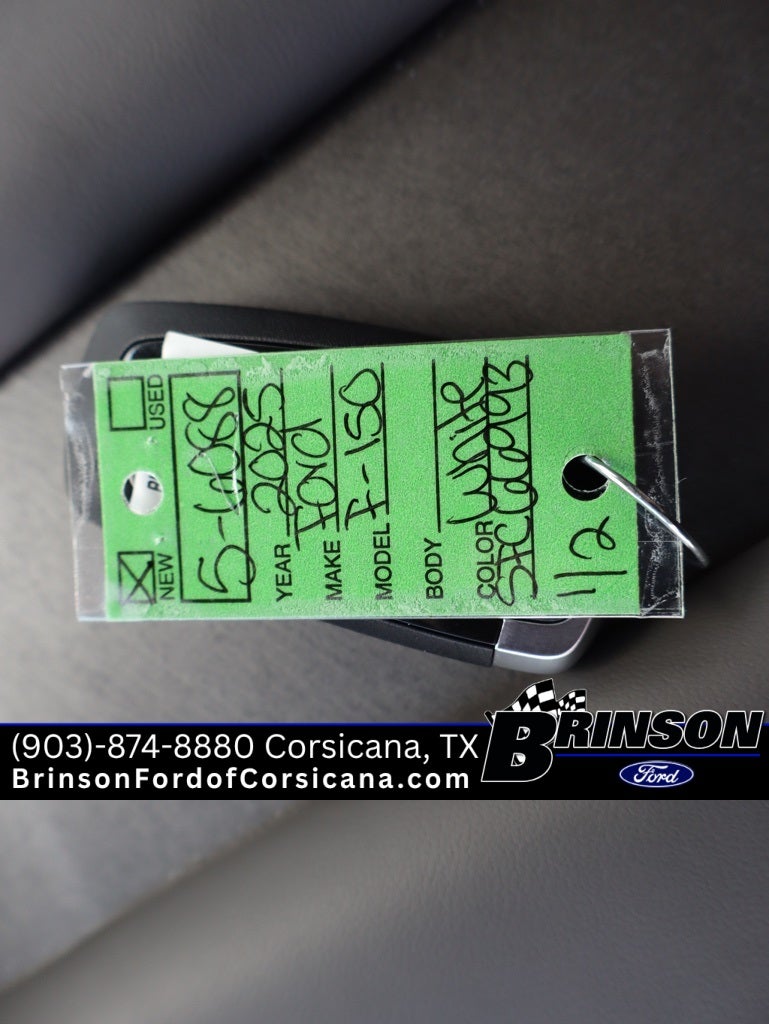 USED
NEW
5-6088
YEAR 2025
MAKE Ford
MODEL F-150
BODY
COLOR White
1/2
(903)-874-8880 Corsicana, TX
BrinsonFordofCorsicana.com
BRINSON
Ford